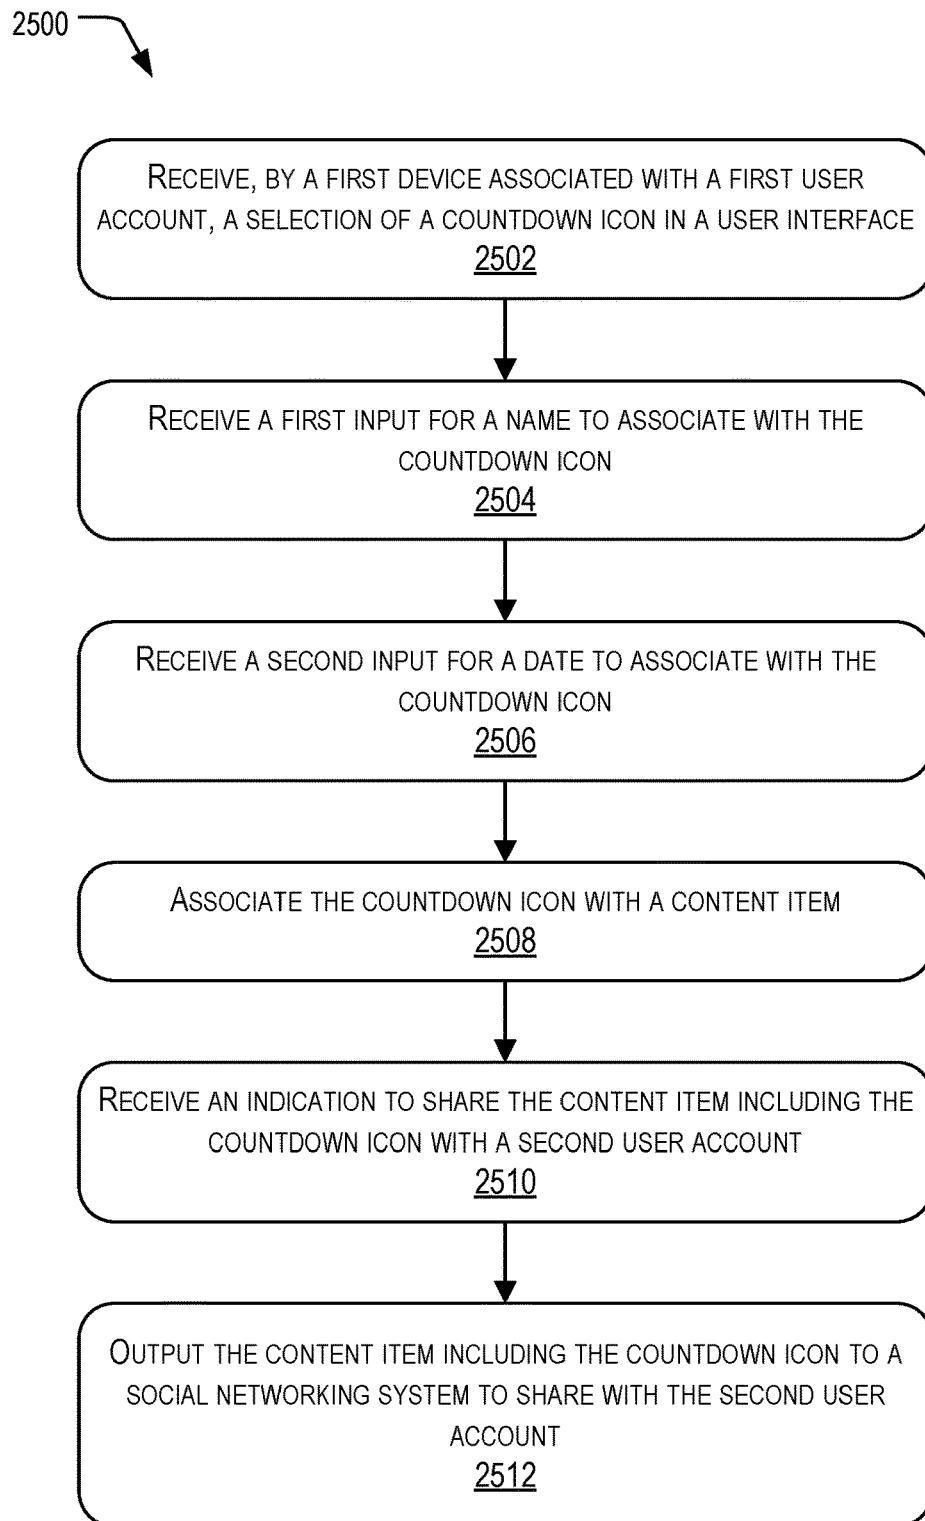 2500
RECEIVE, BY A FIRST DEVICE ASSOCIATED WITH A FIRST USER
ACCOUNT, A SELECTION OF A COUNTDOWN ICON IN A USER INTERFACE
2502
RECEIVE A FIRST INPUT FOR A NAME TO ASSOCIATE WITH THE
COUNTDOWN ICON
2504
RECEIVE A SECOND INPUT FOR A DATE TO ASSOCIATE WITH THE
COUNTDOWN ICON
2506
ASSOCIATE THE COUNTDOWN ICON WITH A CONTENT ITEM
2508
RECEIVE AN INDICATION TO SHARE THE CONTENT ITEM INCLUDING THE
COUNTDOWN ICON WITH A SECOND USER ACCOUNT
2510
OUTPUT THE CONTENT ITEM INCLUDING THE COUNTDOWN ICON TO A
SOCIAL NETWORKING SYSTEM TO SHARE WITH THE SECOND USER
ACCOUNT
2512